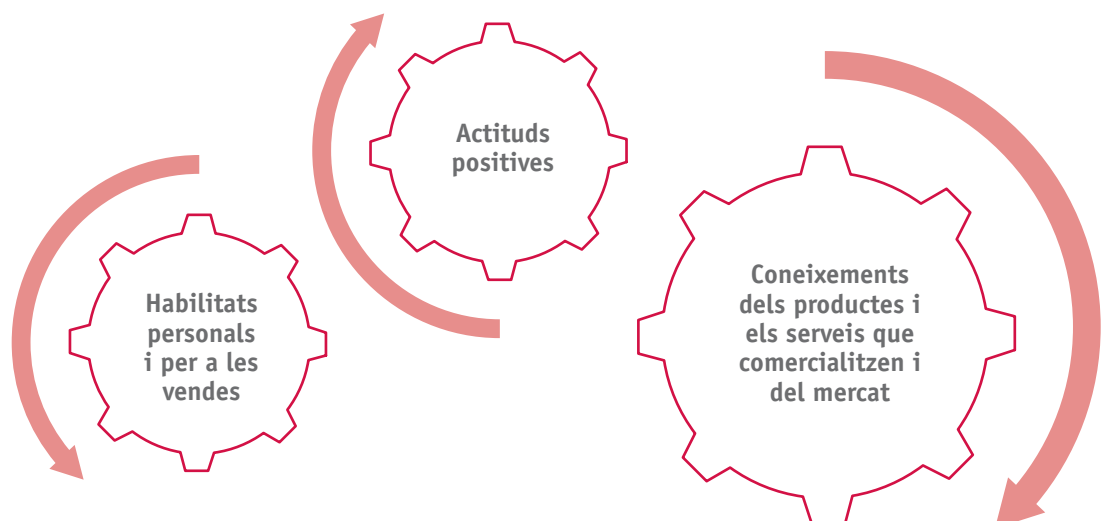 Actituds
positives
Habilitats
personals
i per a les
vendes
Coneixements
dels productes i
els serveis que
comercialitzen i
del mercat